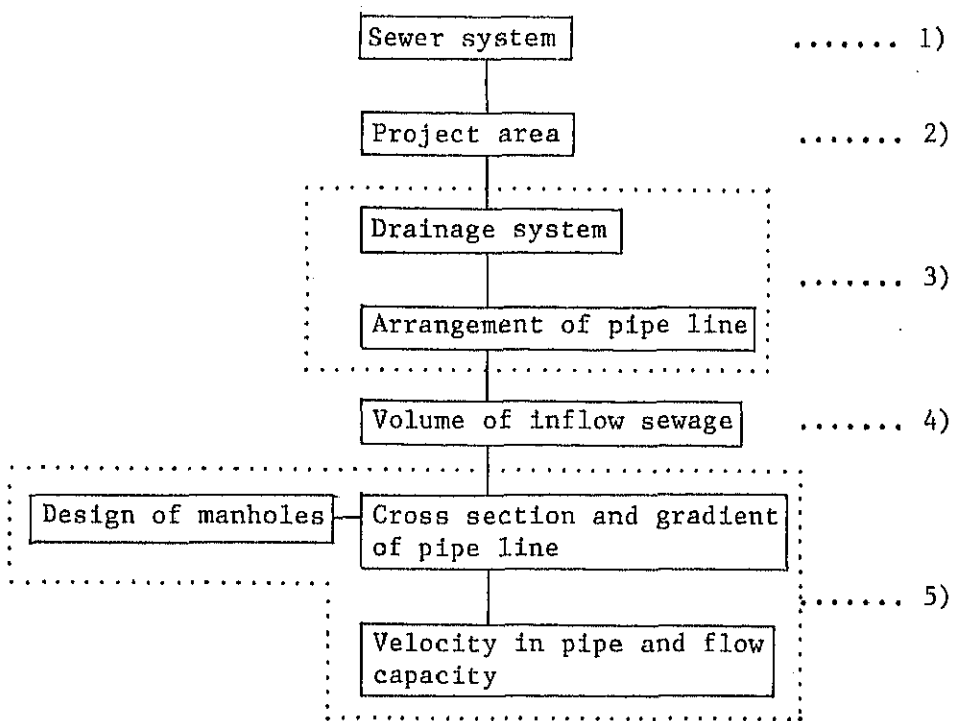 Sewer system ....... 1)
Project area ....... 2)
Drainage system
....... 3)
Arrangement of pipe line
Volume of inflow sewage ....... 4)
Design of manholes
Cross section and gradient
of pipe line
....... 5)
Velocity in pipe and flow
capacity